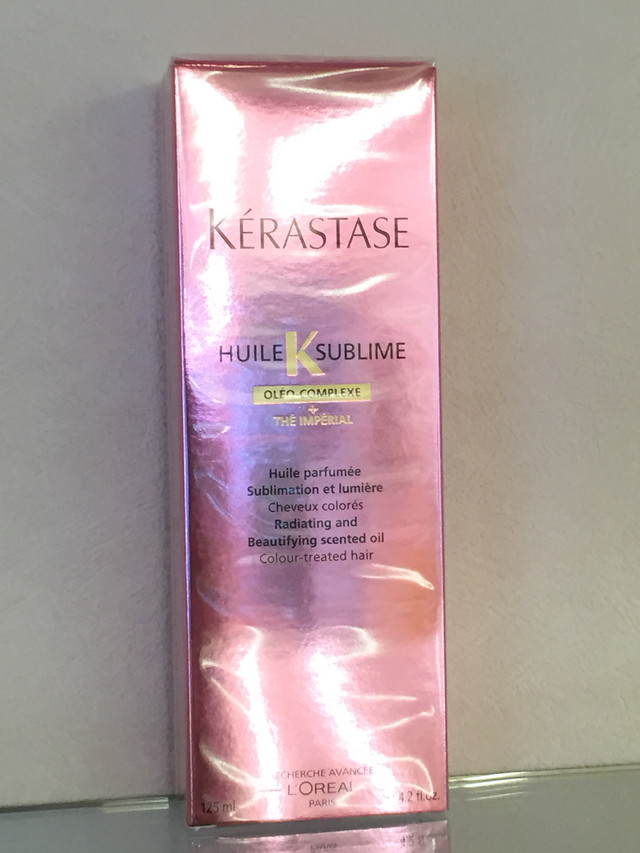 KÉRASTASE
HUILE K SUBLIME
OLÉO-COMPLEXE
+
THÉ IMPÉRIAL
Huile parfumée
Sublimation et lumière
Cheveux colorés
Radiating and
Beautifying scented oil
Colour-treated hair
RECHERCHE AVANCÉE
L'ORÉAL
PARIS
125 ml 4.2 fl.oz.